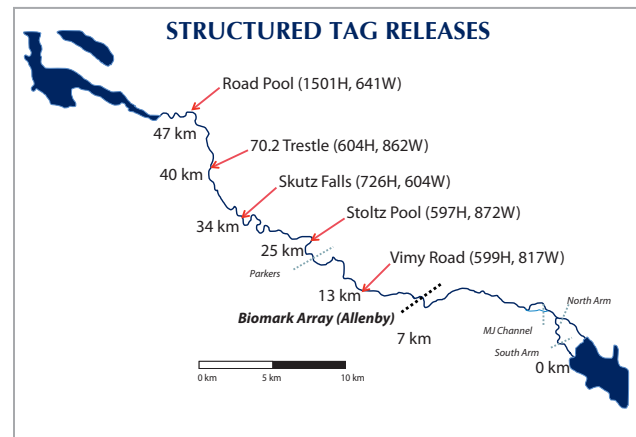 STRUCTURED TAG RELEASES
Road Pool (1501H, 641W)
47 km
70.2 Trestle (604H, 862W)
40 km
Skutz Falls (726H, 604W)
34 km
Stoltz Pool (597H, 872W)
25 km
Parkers
Vimy Road (599H, 817W)
13 km
Biomark Array (Allenby)
7 km
North Arm
MJ Channel
South Arm
0 km
0 km
5 km
10 km